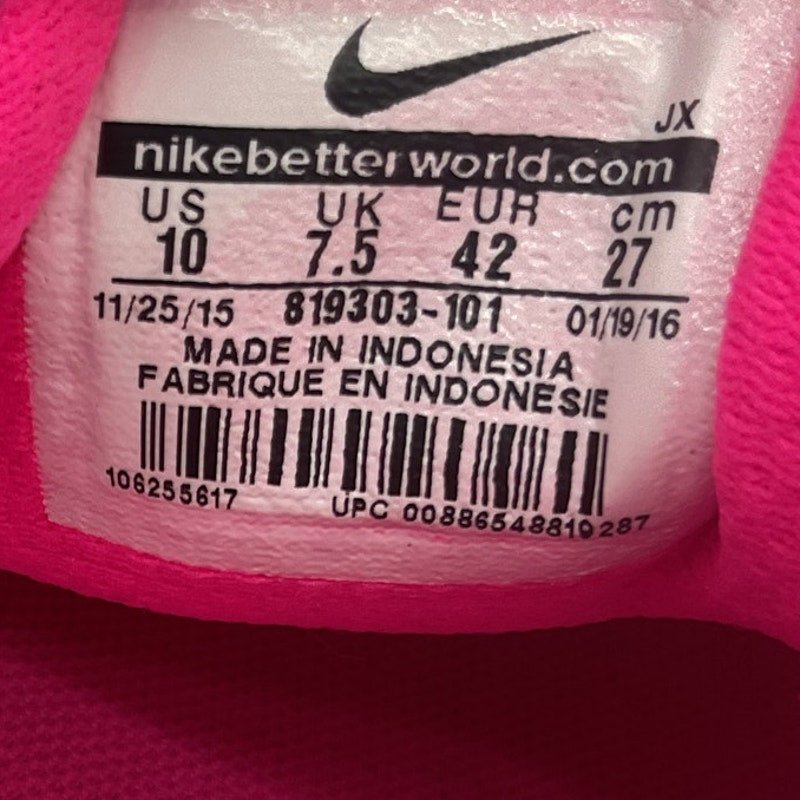 JX
nikebetterworld.com
US UK EUR cm
10 7.5 42 27
11/25/15 819303-101 01/19/16
MADE IN INDONESIA
FABRIQUE EN INDONESIE
106255617 UPC 00886548819287